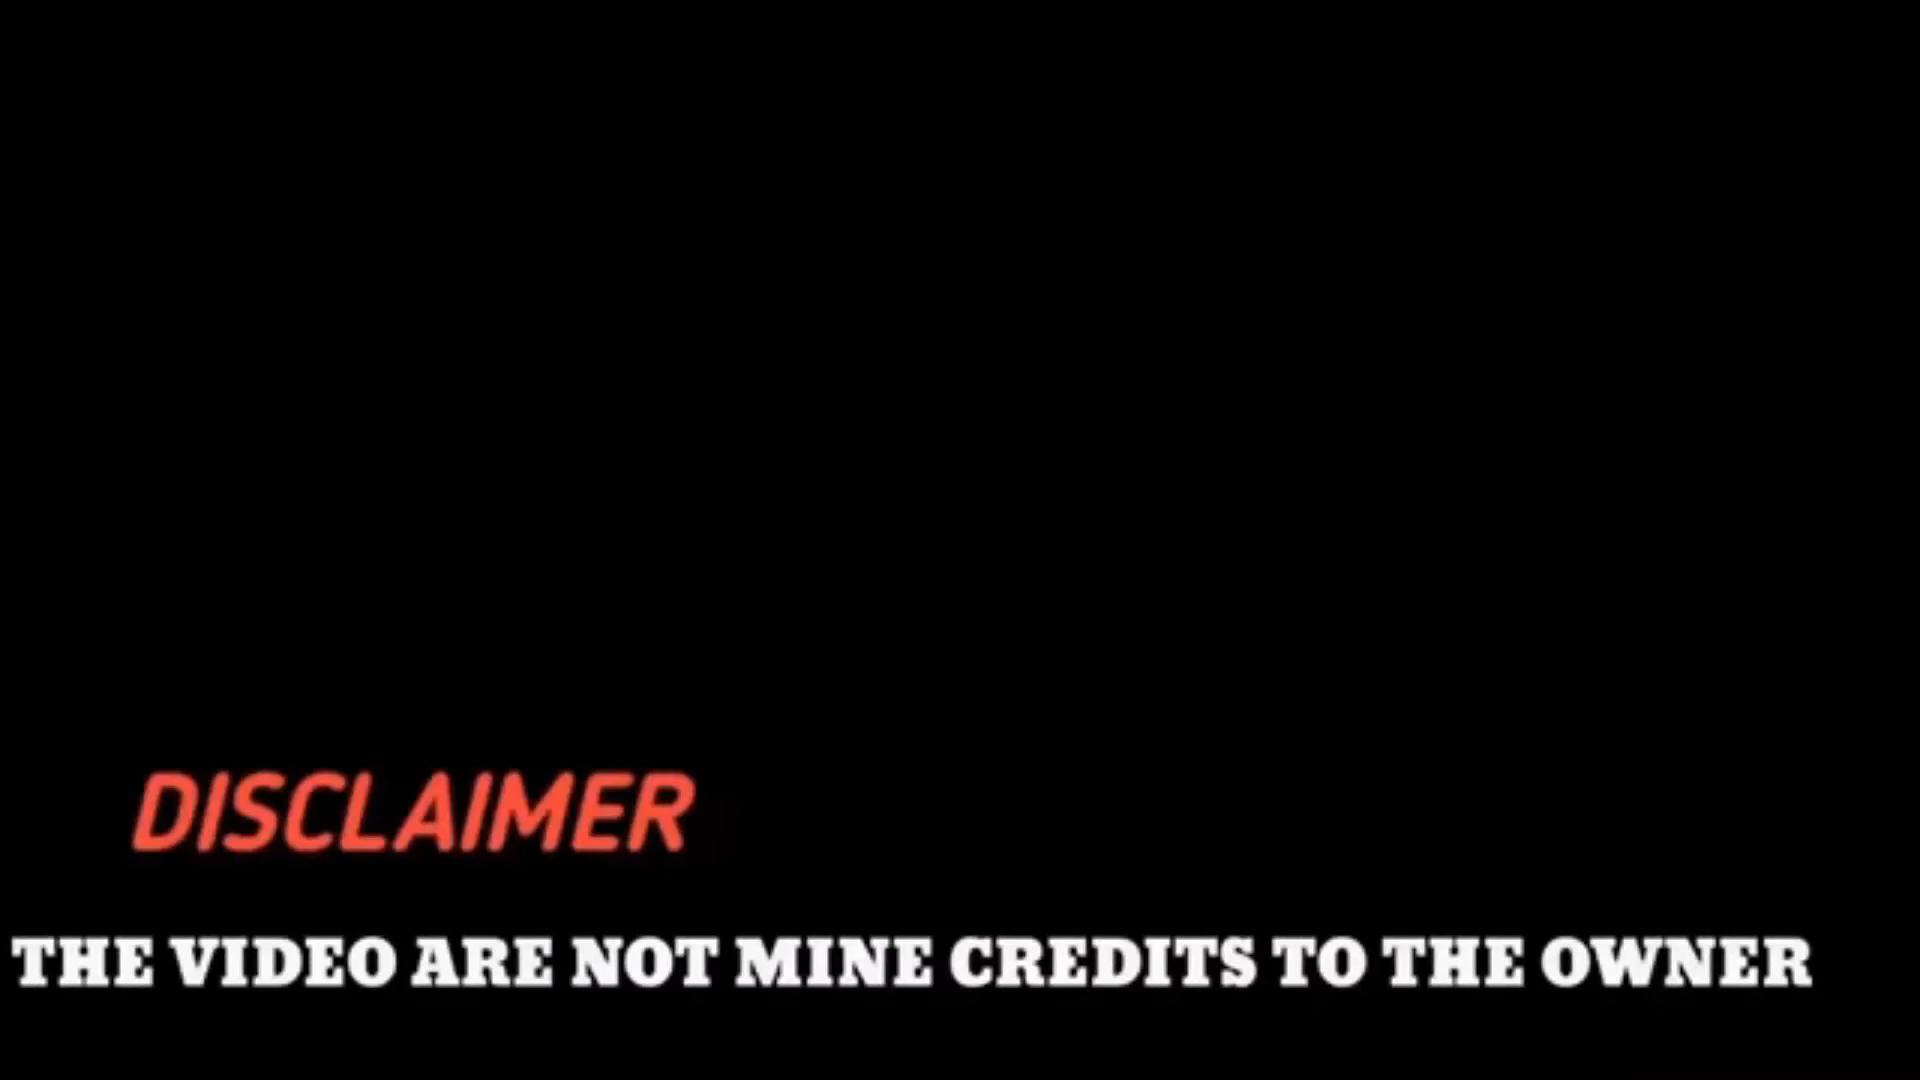 DISCLAIMER
THE VIDEO ARE NOT MINE CREDITS TO THE OWNER